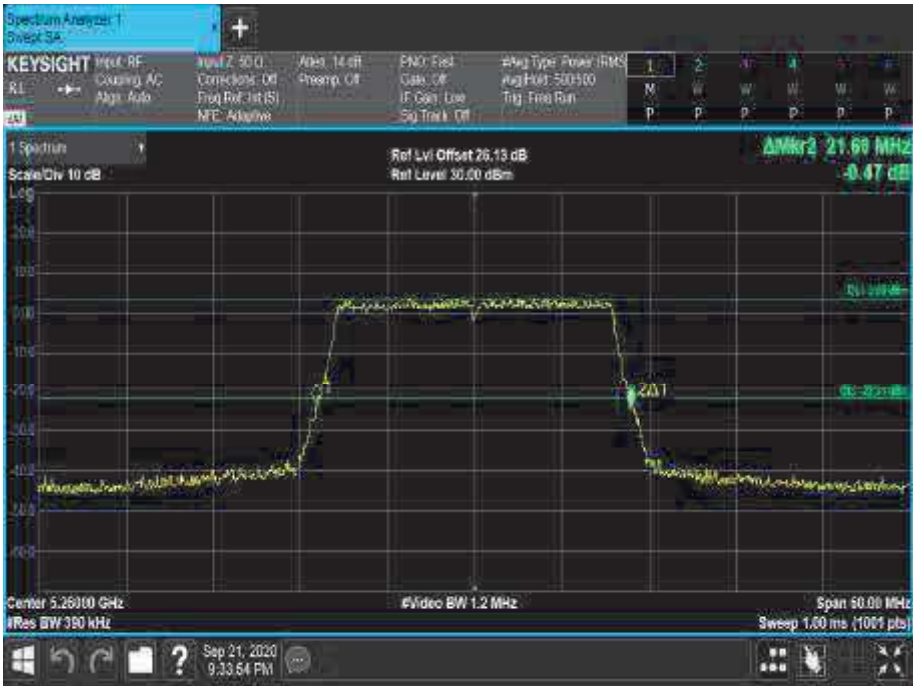 Spectrum Analyzer 1
Swept SA
+
KEYSIGHT
RL
Input: RF
Coupling: AC
Align: Auto
Input Z: 50 Ω
Corrections: Off
Freq Ref: Int (S)
NFE: Adaptive
Atten: 14 dB
Preamp: Off
PNO: Fast
Gate: Off
IF Gain: Low
Sig Track: Off
#Avg Type: Power (RMS
Avg|Hold: 500/500
Trig: Free Run
1 2 3 4 5 6
M W W W W W
P P P P P P
1 Spectrum
Scale/Div 10 dB
Log
Ref Lvl Offset 26.13 dB
Ref Level 30.00 dBm
ΔMkr2 21.60 MHz
-0.47 dB
20.0
10.0
0.00
-10.0
-20.0
-30.0
-40.0
-50.0
-60.0
2Δ1
Center 5.26000 GHz
#Res BW 390 kHz
#Video BW 1.2 MHz
Span 60.00 MHz
Sweep 1.00 ms (1001 pts)
?
Sep 21, 2020
9:33:54 PM